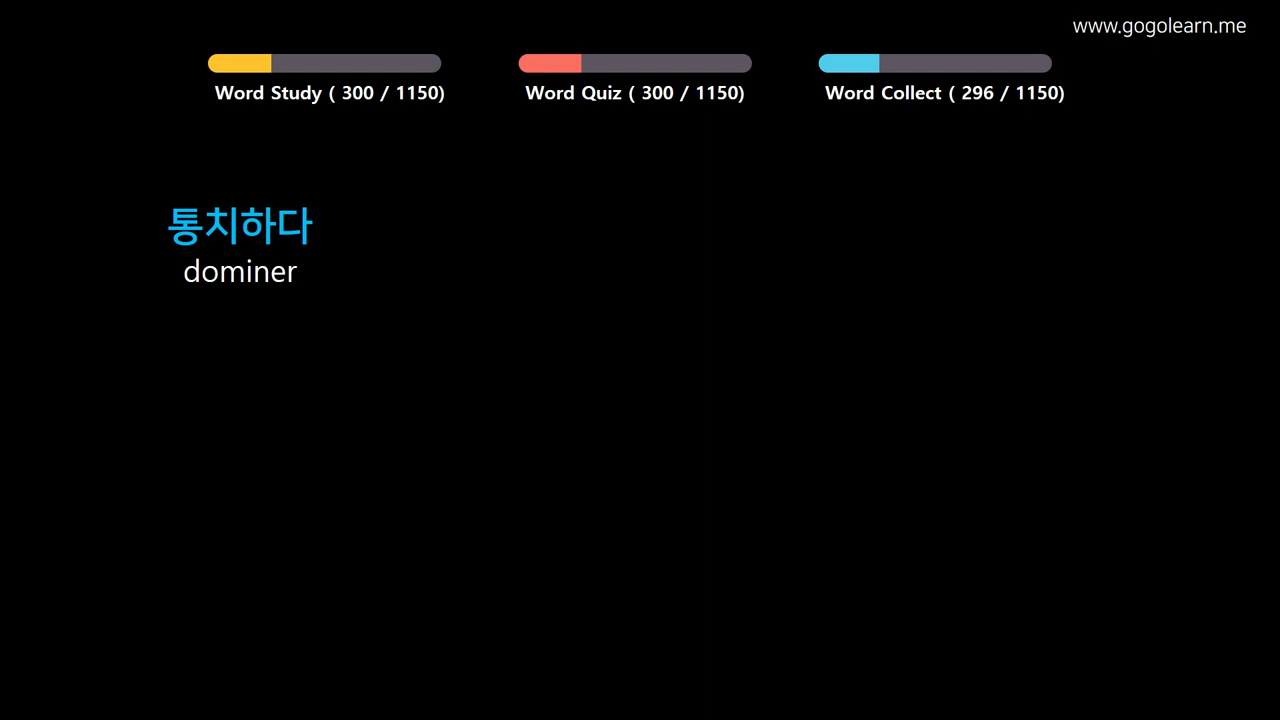 www.gogolearn.me
Word Study ( 300 / 1150)
Word Quiz ( 300 / 1150)
Word Collect ( 296 / 1150)
통치하다
dominer